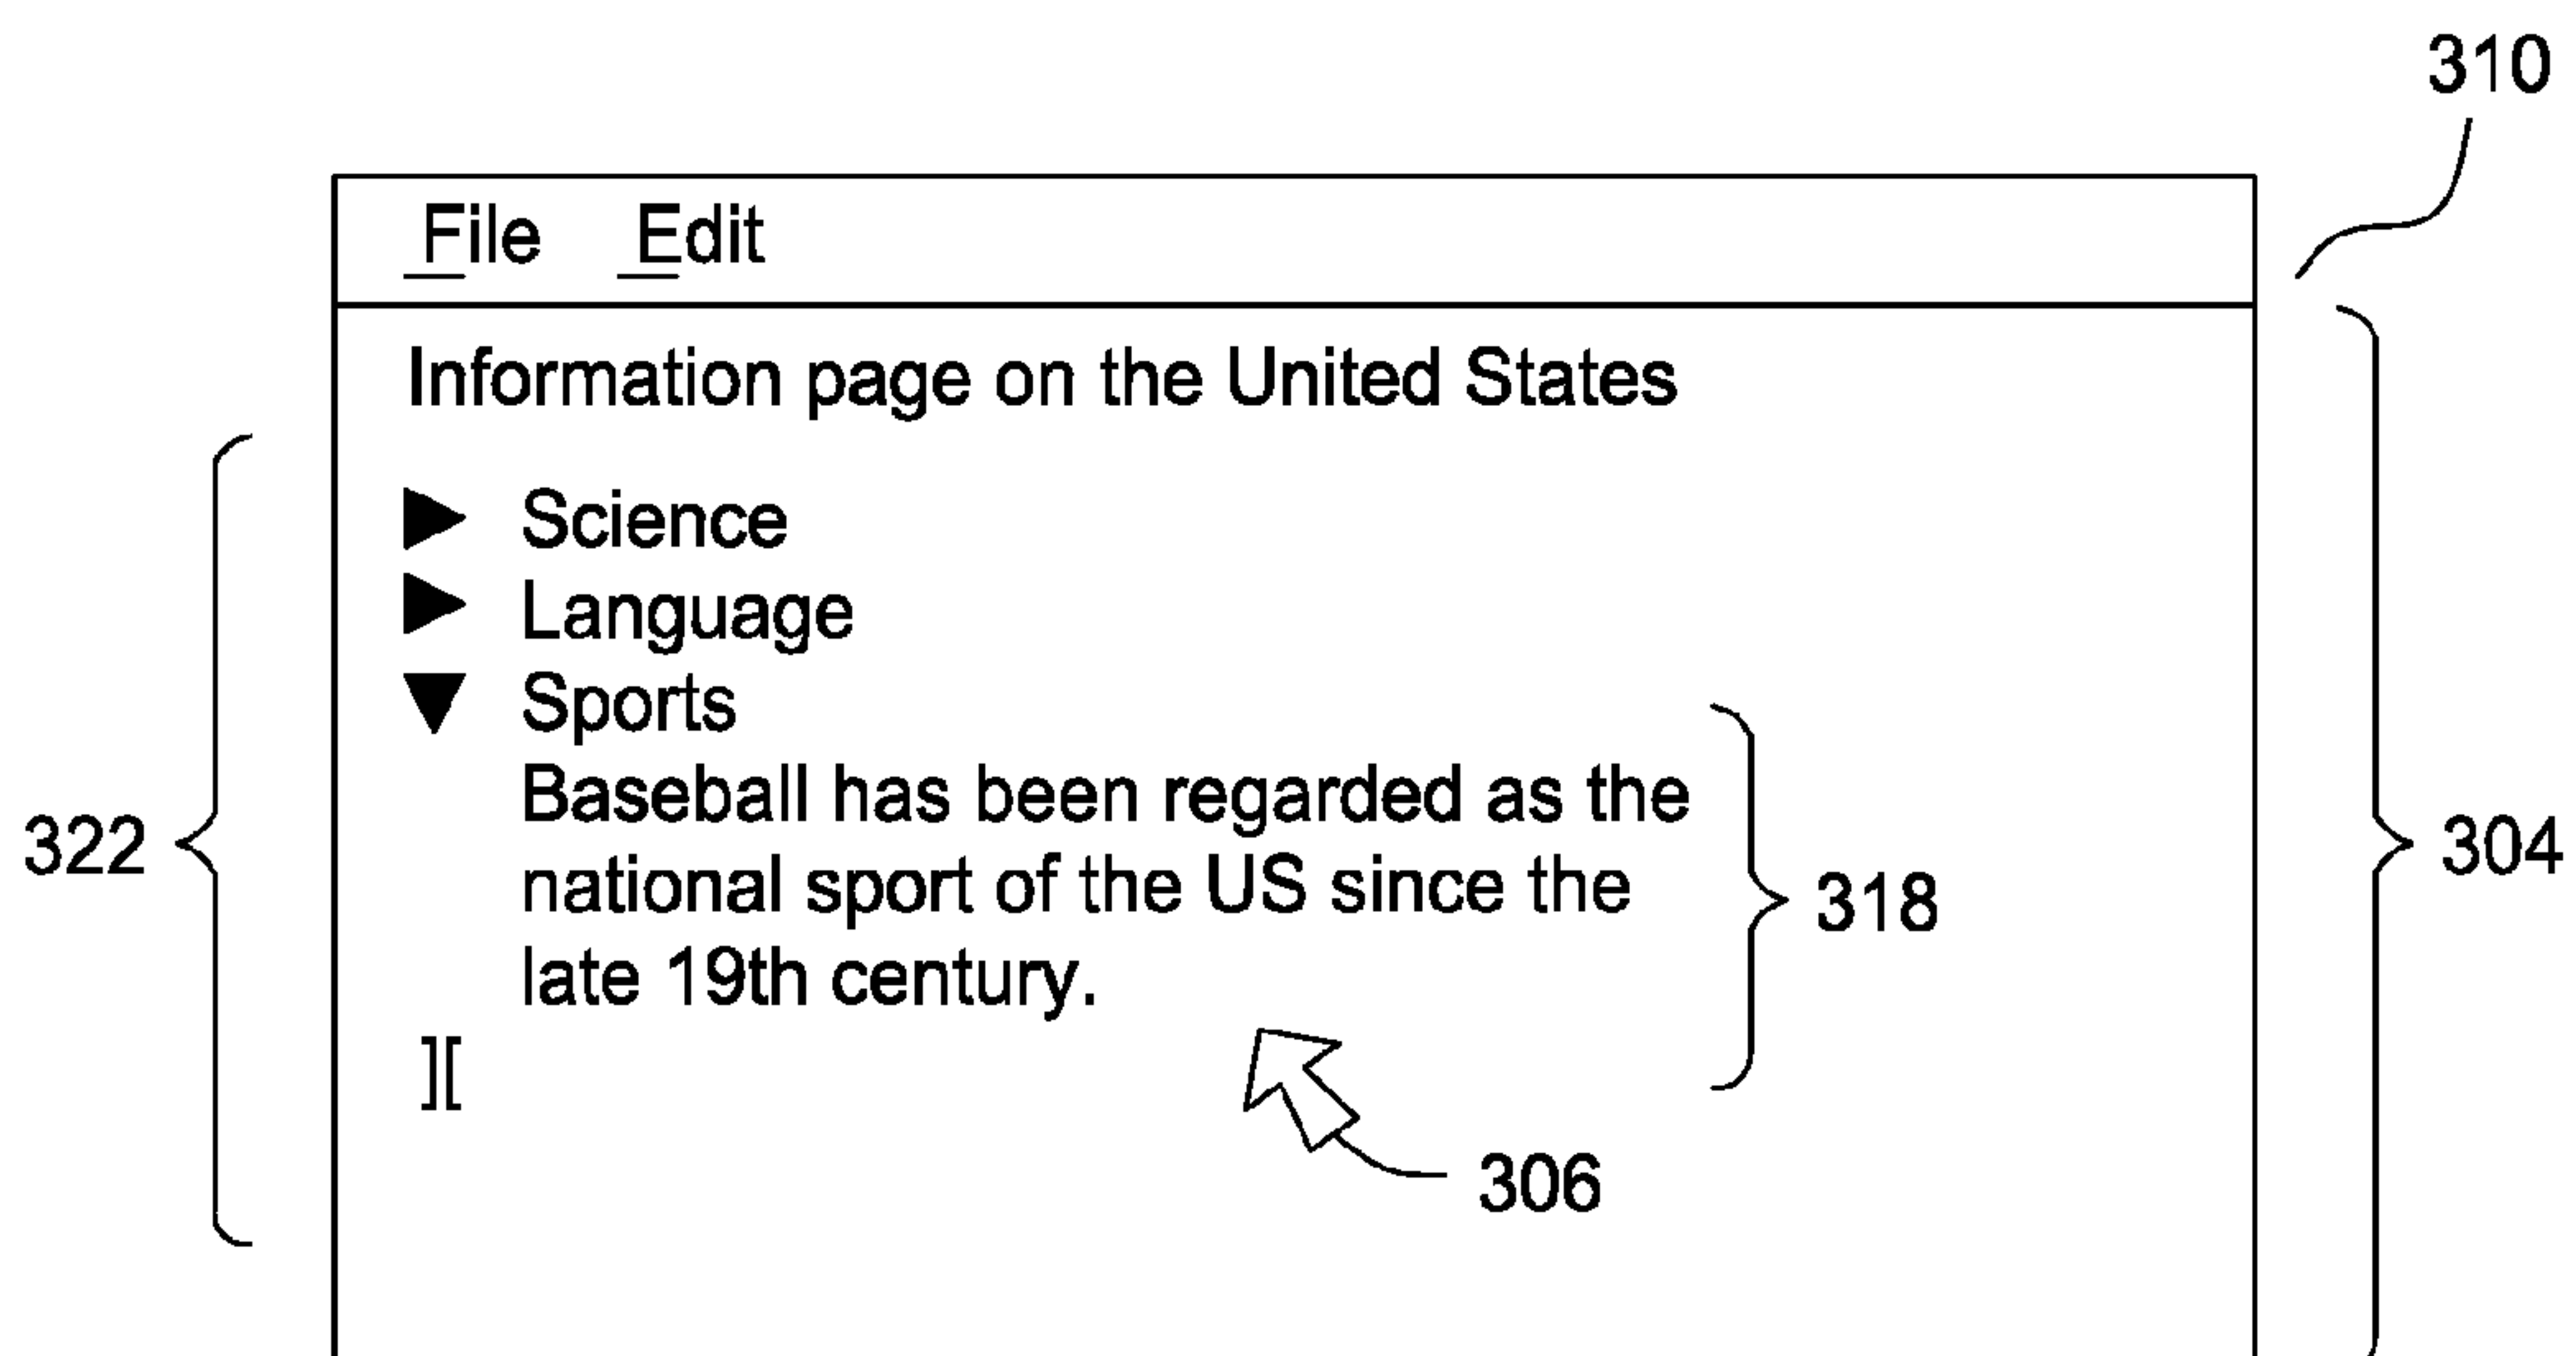 310
File Edit
Information page on the United States
Science
Language
Sports
Baseball has been regarded as the
national sport of the US since the
late 19th century.
][
322
318
304
306